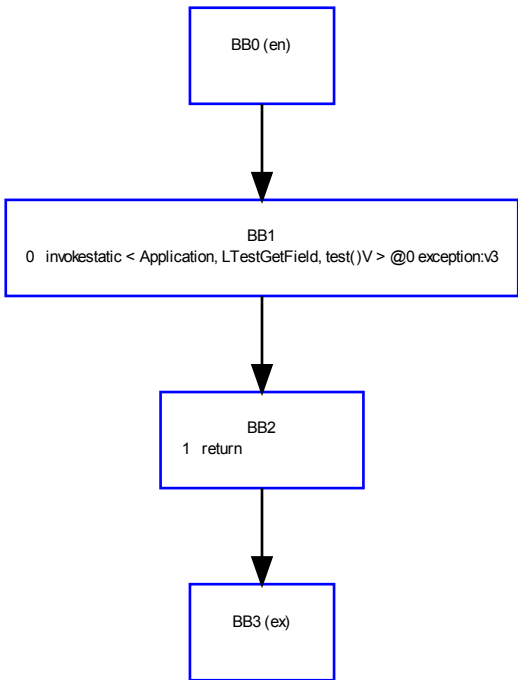 BB0 (en)
BB1
0 invokestatic < Application, LTestGetField, test()V > @0 exception:v3
BB2
1 return
BB3 (ex)